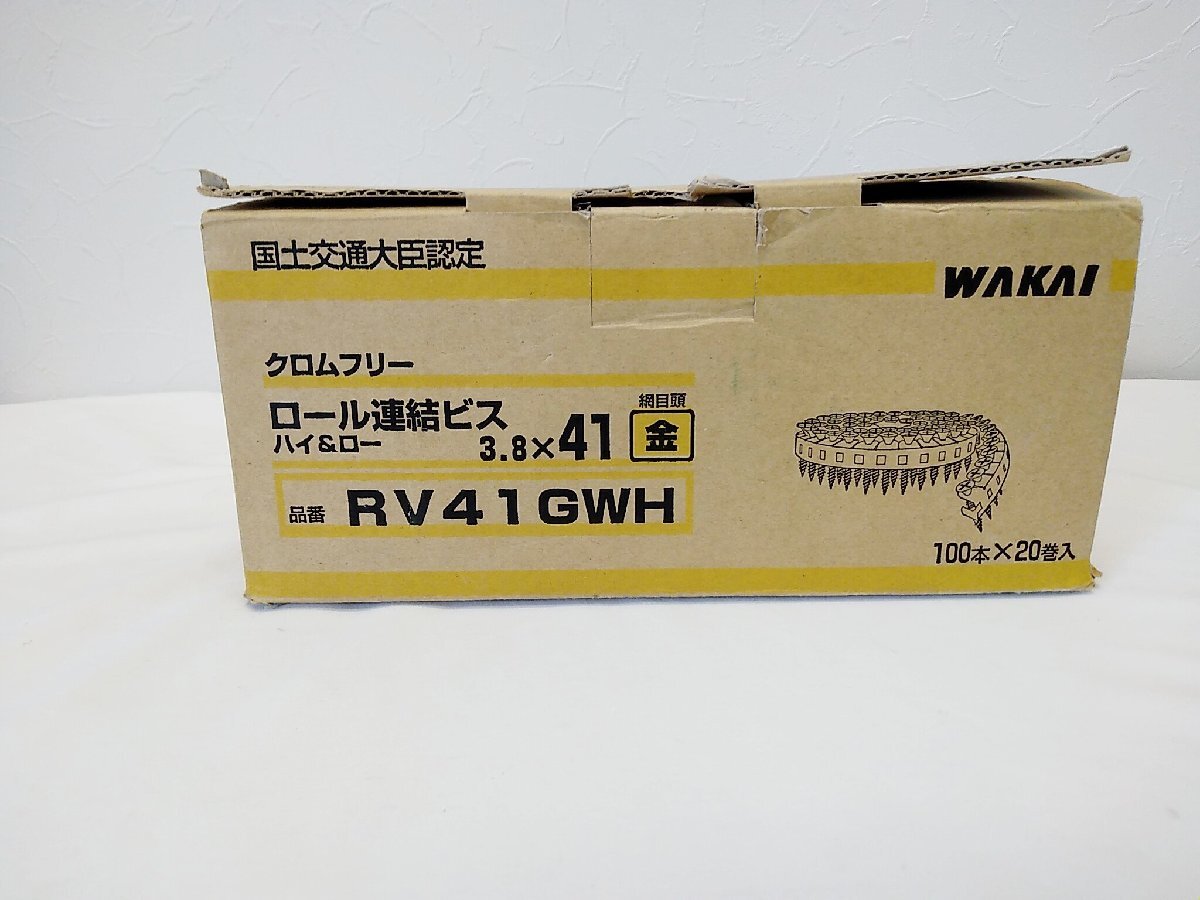 国土交通大臣認定
WAKAI
クロムフリー
ロール連結ビス
ハイ&ロー
3.8×41
網目頭
金
品番 RV41GWH
100本×20巻入